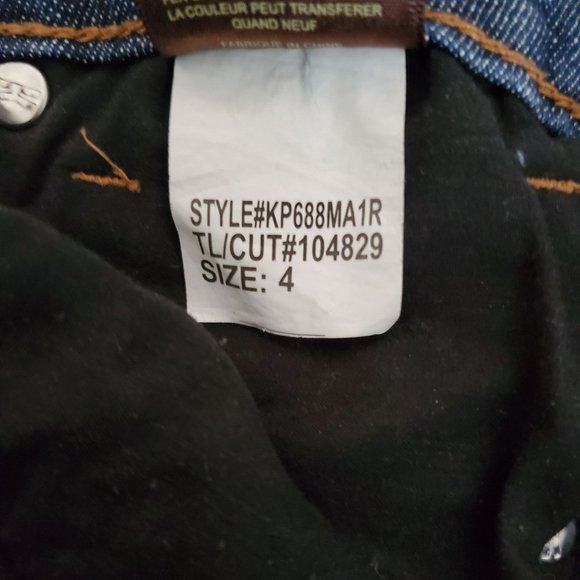 LA COULEUR PEUT TRANSFERER
QUAND NEUF
STYLE#KP688MA1R
TL/CUT#104829
SIZE: 4